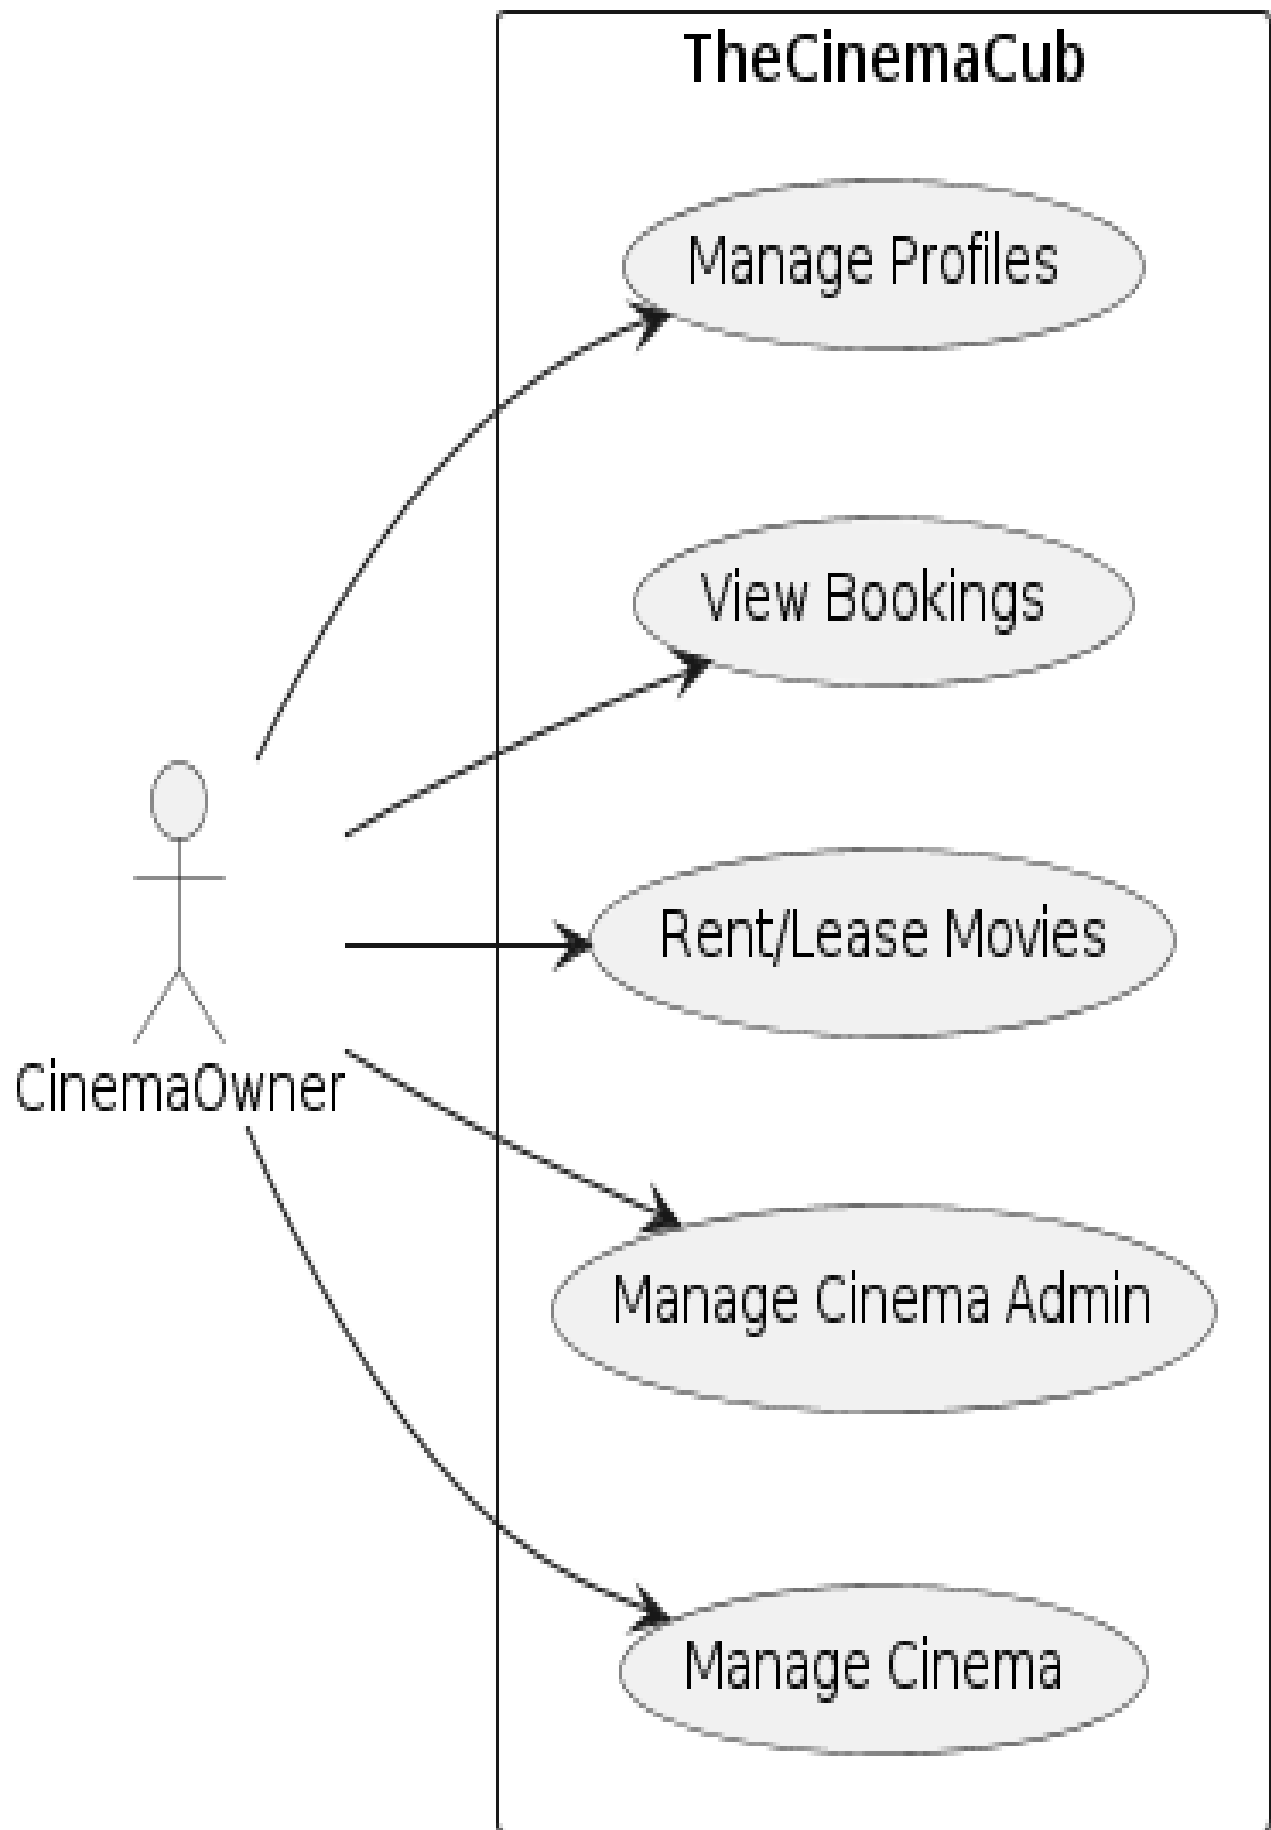 TheCinemaCub
Manage Profiles
View Bookings
Rent/Lease Movies
CinemaOwner
Manage Cinema Admin
Manage Cinema